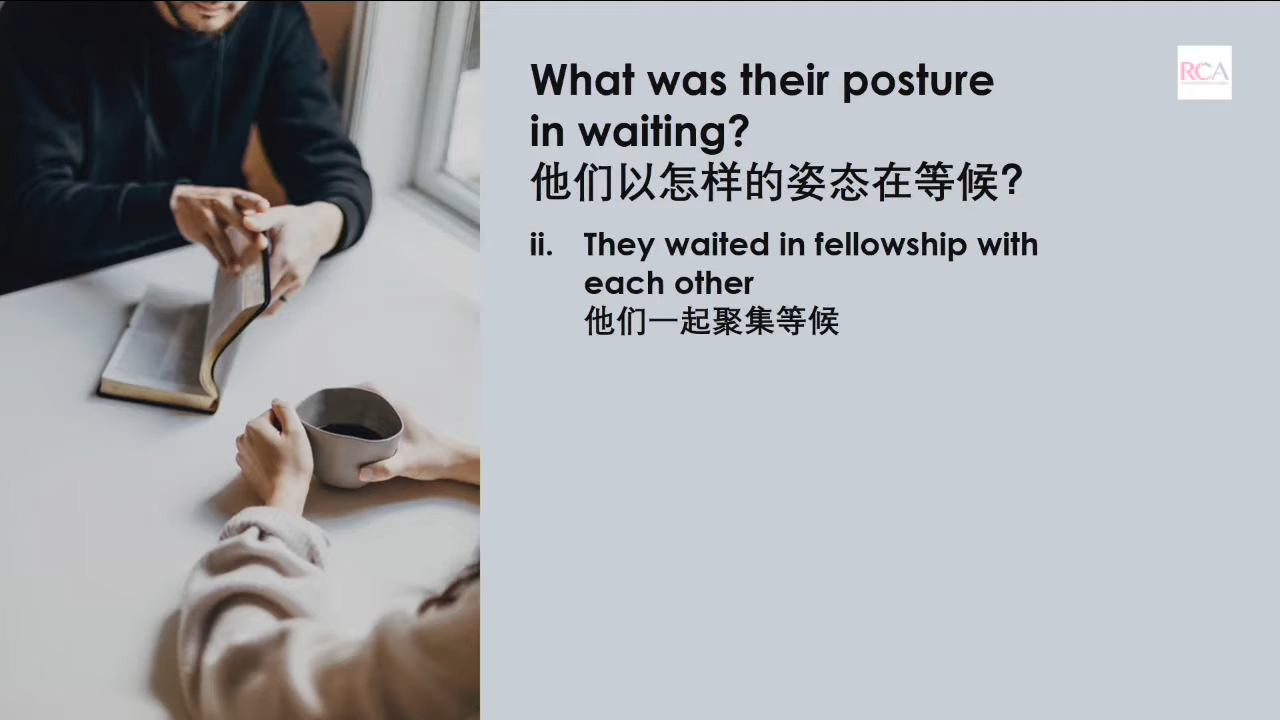 What was their posture
in waiting?
他们以怎样的姿态在等候?
ii. They waited in fellowship with
each other
他们一起聚集等候
RCA